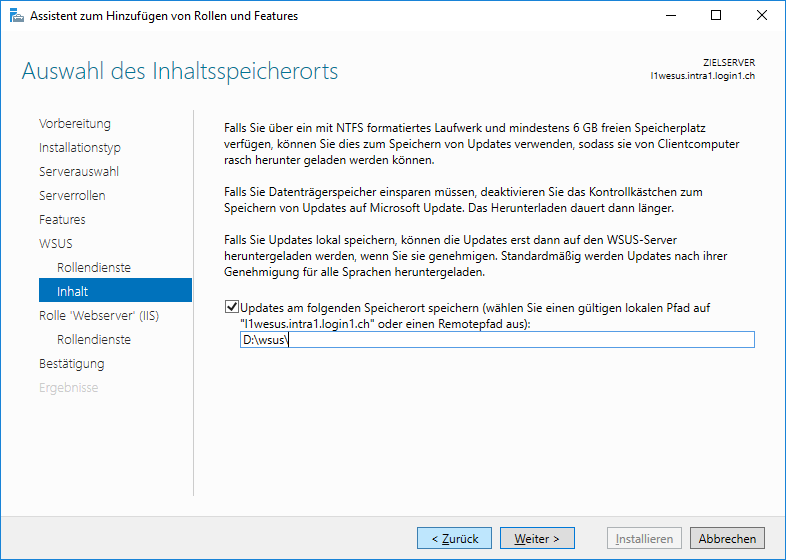 Assistent zum Hinzufügen von Rollen und Features
Auswahl des Inhaltsspeicherorts
ZIELSERVER
l1wesus.intra1.login1.ch
Vorbereitung
Installationstyp
Serverauswahl
Serverrollen
Features
WSUS
Rollendienste
Inhalt
Rolle 'Webserver' (IIS)
Rollendienste
Bestätigung
Ergebnisse
Falls Sie über ein mit NTFS formatiertes Laufwerk und mindestens 6 GB freien Speicherplatz
verfügen, können Sie dies zum Speichern von Updates verwenden, sodass sie von Clientcomputer
rasch herunter geladen werden können.
Falls Sie Datenträgerspeicher einsparen müssen, deaktivieren Sie das Kontrollkästchen zum
Speichern von Updates auf Microsoft Update. Das Herunterladen dauert dann länger.
Falls Sie Updates lokal speichern, können die Updates erst dann auf den WSUS-Server
heruntergeladen werden, wenn Sie sie genehmigen. Standardmäßig werden Updates nach ihrer
Genehmigung für alle Sprachen heruntergeladen.
Updates am folgenden Speicherort speichern (wählen Sie einen gültigen lokalen Pfad auf
"l1wesus.intra1.login1.ch" oder einen Remotepfad aus):
D:\wsus\
< Zurück
Weiter >
Installieren
Abbrechen